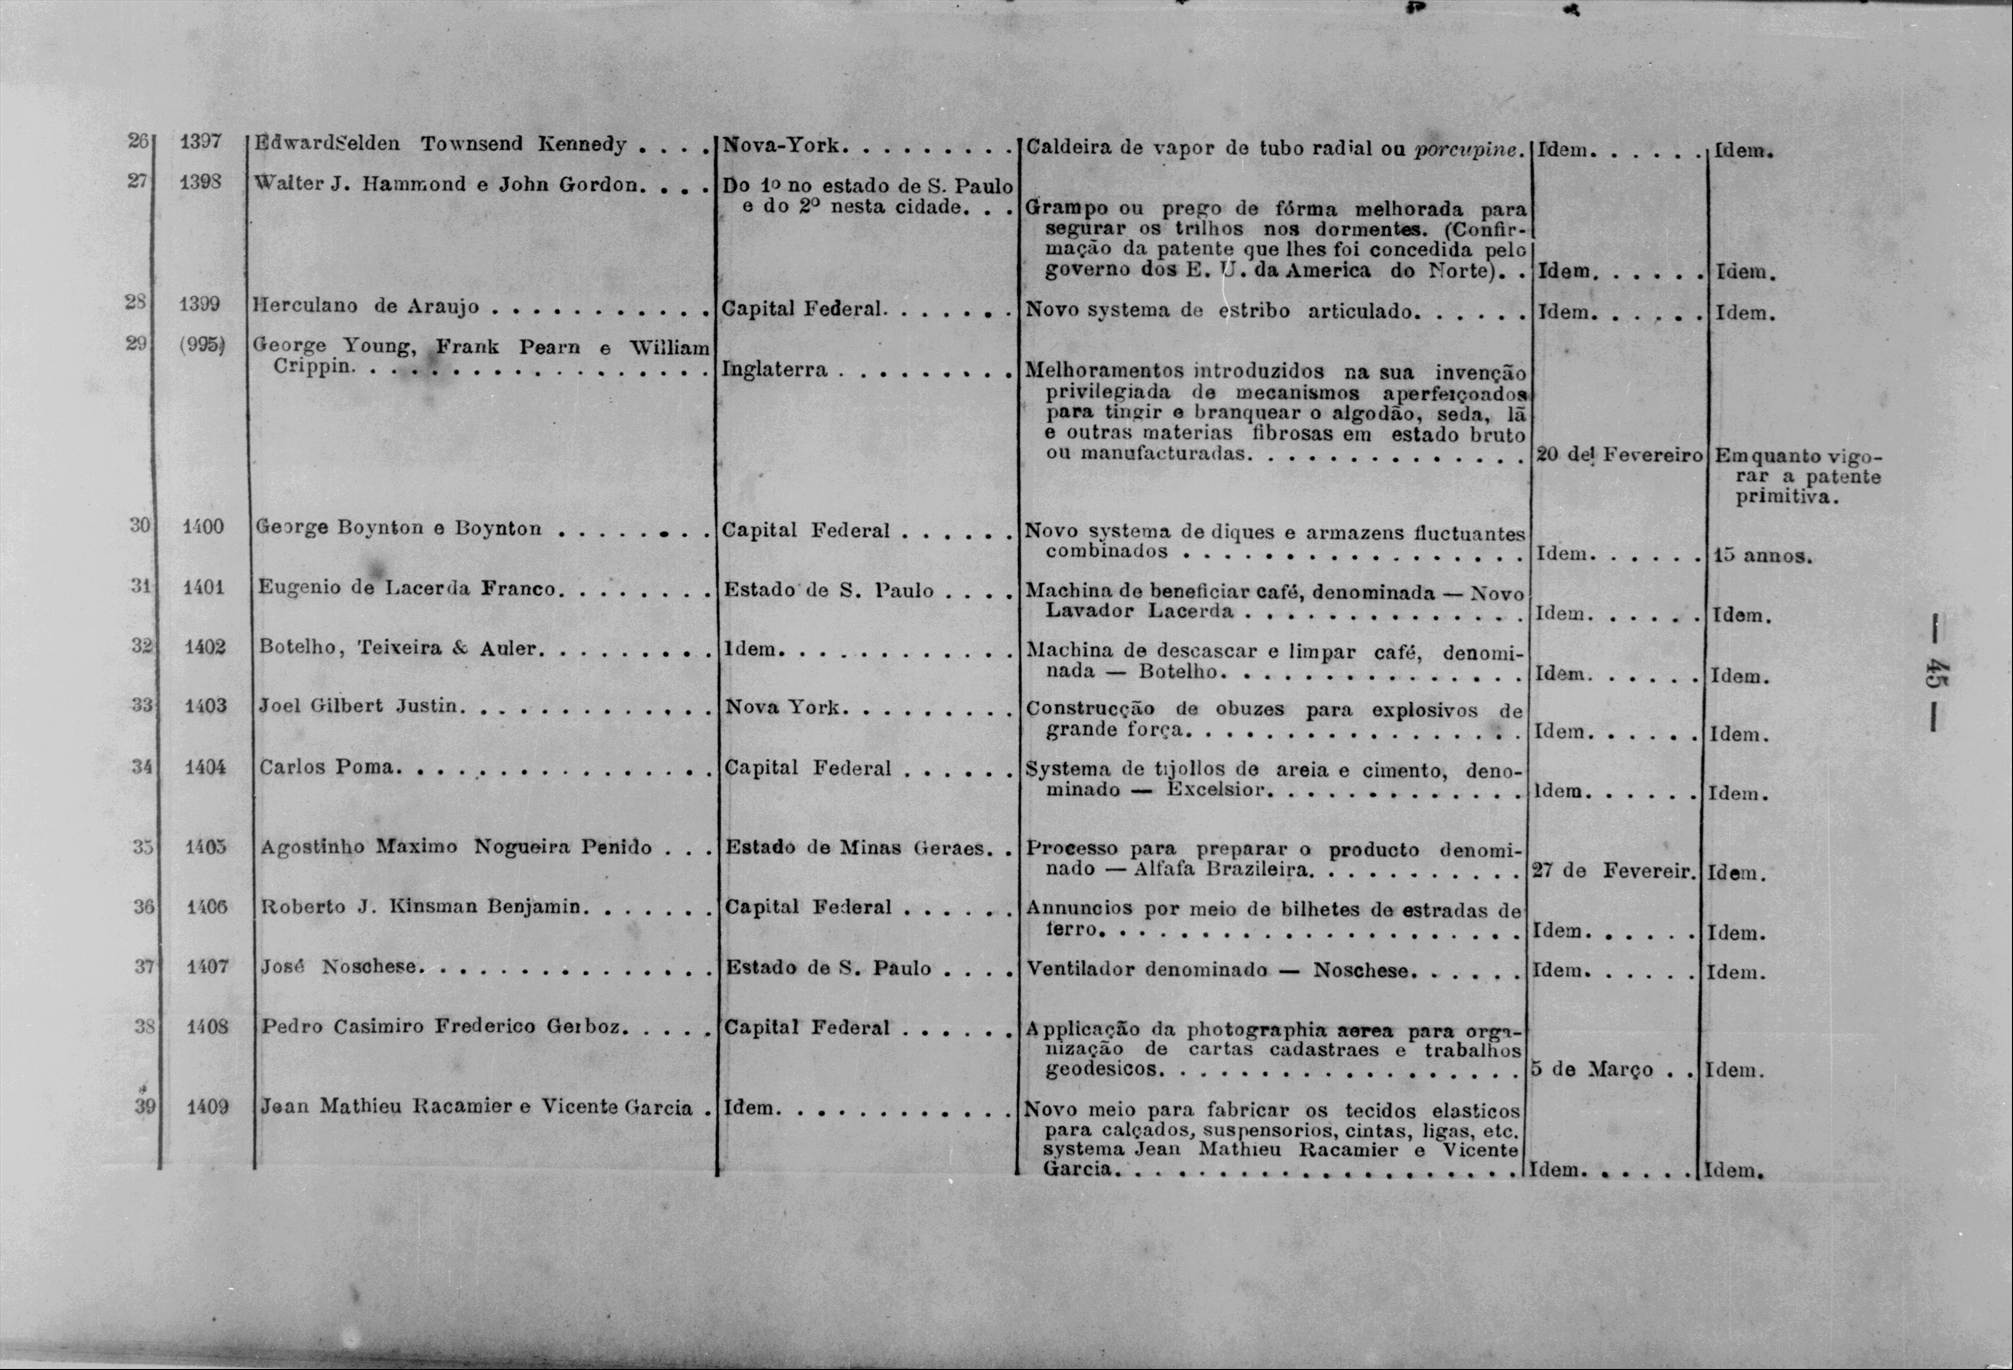 26 1397 EdwardSelden Townsend Kennedy . . . . Nova-York. . . . . . . . . Caldeira de vapor de tubo radial ou porcupine. Idem. . . . . . Idem.
27 1398 Walter J. Hammond e John Gordon. . . . Do 1º no estado de S. Paulo
e do 2º nesta cidade. . . Grampo ou prego de fórma melhorada para
segurar os trilhos nos dormentes. (Confir-
mação da patente que lhes foi concedida pelo
governo dos E. U. da America do Norte). . Idem. . . . . . Idem.
28 1399 Herculano de Araujo . . . . . . . . . . . Capital Federal. . . . . . . Novo systema de estribo articulado. . . . . . Idem. . . . . . Idem.
29 (995) George Young, Frank Pearn e William
Crippin. . . . . . . . . . . . . . . . . . Inglaterra . . . . . . . . . Melhoramentos introduzidos na sua invenção
privilegiada de mecanismos aperfeiçoados
para tingir e branquear o algodão, seda, lã
e outras materias fibrosas em estado bruto
ou manufacturadas. . . . . . . . . . . . . . 20 de Fevereiro Emquanto vigo-
rar a patente
primitiva.
30 1400 George Boynton e Boynton . . . . . . . . Capital Federal . . . . . . Novo systema de diques e armazens fluctuantes
combinados . . . . . . . . . . . . . . . . . Idem. . . . . . 15 annos.
31 1401 Eugenio de Lacerda Franco. . . . . . . . Estado de S. Paulo . . . . Machina de beneficiar café, denominada — Novo
Lavador Lacerda . . . . . . . . . . . . . . Idem. . . . . . Idem.
32 1402 Botelho, Teixeira & Auler. . . . . . . . . Idem. . . . . . . . . . . . Machina de descascar e limpar café, denomi-
nada — Botelho. . . . . . . . . . . . . . . Idem. . . . . . Idem.
33 1403 Joel Gilbert Justin. . . . . . . . . . . . . Nova York. . . . . . . . . Construcção de obuzes para explosivos de
grande força. . . . . . . . . . . . . . . . . Idem. . . . . . Idem.
34 1404 Carlos Poma. . . . . . . . . . . . . . . . Capital Federal . . . . . . Systema de tijollos de areia e cimento, deno-
minado — Excelsior. . . . . . . . . . . . . Idem. . . . . . Idem.
35 1405 Agostinho Maximo Nogueira Penido . . . Estado de Minas Geraes. . Processo para preparar o producto denomi-
nado — Alfafa Brazileira. . . . . . . . . . . 27 de Fevereir. Idem.
36 1406 Roberto J. Kinsman Benjamin. . . . . . . Capital Federal . . . . . . Annuncios por meio de bilhetes de estradas de
ferro. . . . . . . . . . . . . . . . . . . . . Idem. . . . . . Idem.
37 1407 José Noschese. . . . . . . . . . . . . . . Estado de S. Paulo . . . . Ventilador denominado — Noschese. . . . . . Idem. . . . . . Idem.
38 1408 Pedro Casimiro Frederico Gerboz. . . . . Capital Federal . . . . . . Applicação da photographia aerea para orga-
nização de cartas cadastraes e trabalhos
geodesicos. . . . . . . . . . . . . . . . . . 5 de Março . . Idem.
39 1409 Jean Mathieu Racamier e Vicente Garcia . Idem. . . . . . . . . . . . Novo meio para fabricar os tecidos elasticos
para calçados, suspensorios, cintas, ligas, etc.
systema Jean Mathieu Racamier e Vicente
Garcia. . . . . . . . . . . . . . . . . . . . Idem. . . . . . Idem.
— 45 —